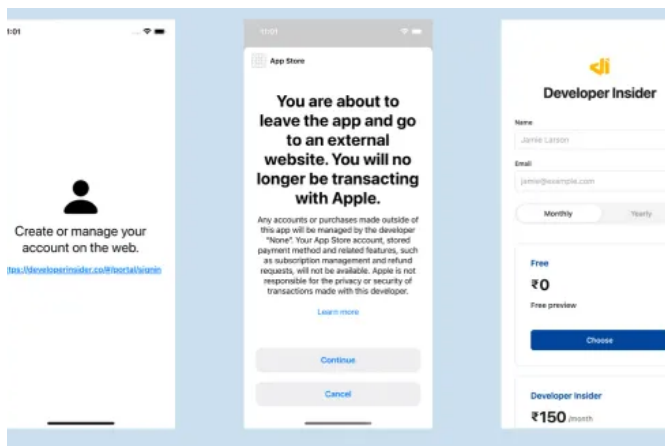 1:01
Create or manage your
account on the web.
tps://developerinsider.co/#/portal/signin
11:01
App Store
You are about to
leave the app and go
to an external
website. You will no
longer be transacting
with Apple.
Any accounts or purchases made outside of
this app will be managed by the developer
"None". Your App Store account, stored
payment method and related features, such
as subscription management and refund
requests, will not be available. Apple is not
responsible for the privacy or security of
transactions made with this developer.
Learn more
Continue
Cancel
di
Developer Insider
Name
Jamie Larson
Email
jamie@example.com
Monthly Yearly
Free
₹0
Free preview
Choose
Developer Insider
₹150 /month